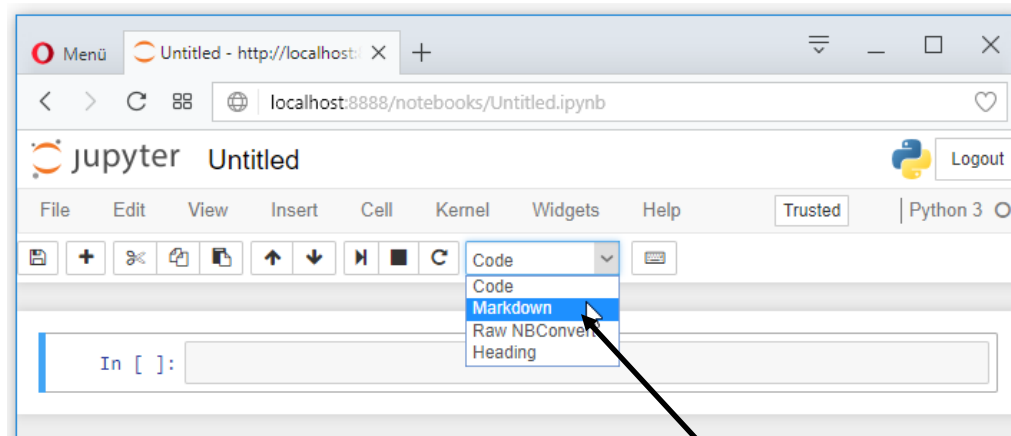 Menü Untitled - http://localhost:
localhost:8888/notebooks/Untitled.ipynb
jupyter Untitled Logout
File Edit View Insert Cell Kernel Widgets Help Trusted Python 3
Code
Code
Markdown
Raw NBConvert
Heading
In [ ]: